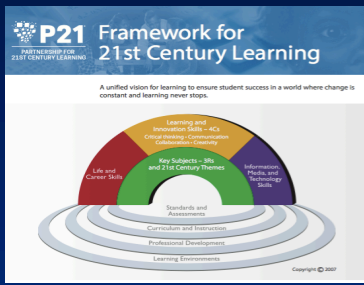 P21
PARTNERSHIP FOR
21ST CENTURY LEARNING
Framework for
21st Century Learning
A unified vision for learning to ensure student success in a world where change is
constant and learning never stops.
Learning and
Innovation Skills – 4Cs
Critical thinking • Communication
Collaboration • Creativity
Life and
Career Skills
Key Subjects – 3Rs
and 21st Century Themes
Information,
Media, and
Technology
Skills
Standards and
Assessments
Curriculum and Instruction
Professional Development
Learning Environments
Copyright © 2007